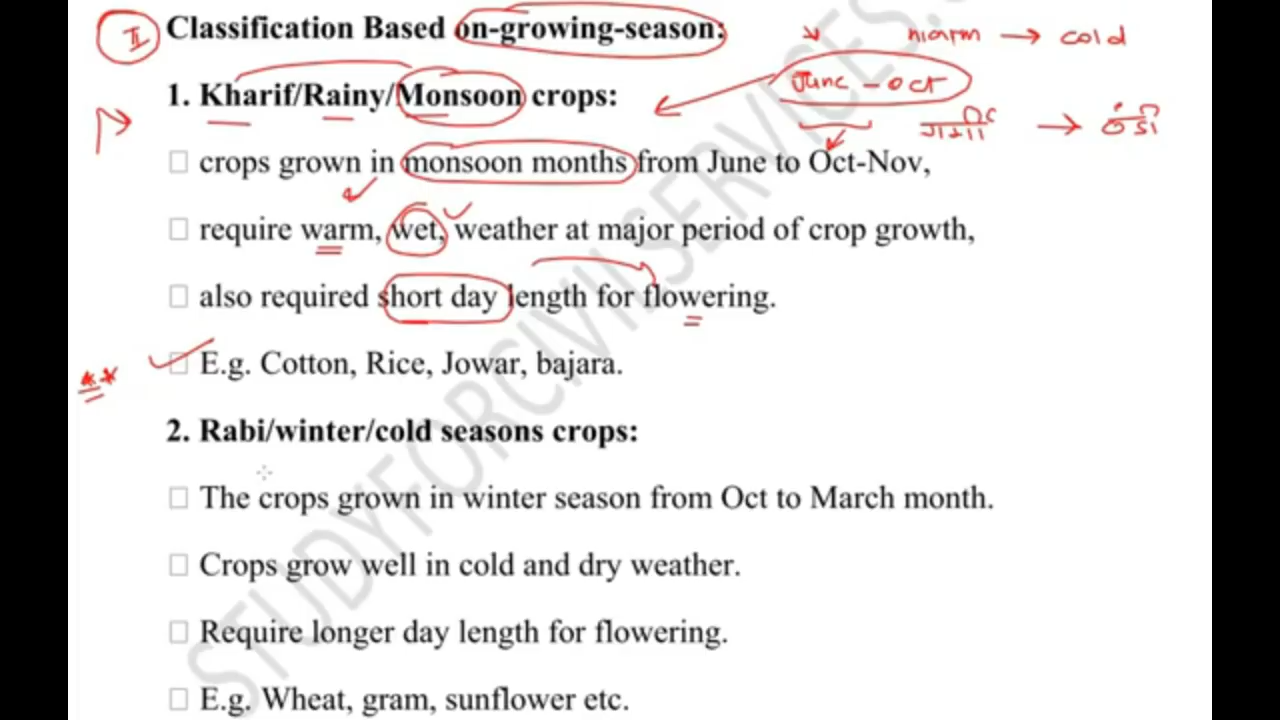 II Classification Based on-growing-season:
warm → cold
June - oct
1. Kharif/Rainy/Monsoon crops:
□ crops grown in monsoon months from June to Oct-Nov,
□ require warm, wet, weather at major period of crop growth,
□ also required short day length for flowering.
** □ E.g. Cotton, Rice, Jowar, bajara.
2. Rabi/winter/cold seasons crops:
□ The crops grown in winter season from Oct to March month.
□ Crops grow well in cold and dry weather.
□ Require longer day length for flowering.
□ E.g. Wheat, gram, sunflower etc.
STUDYFORCIVILSERVICES.